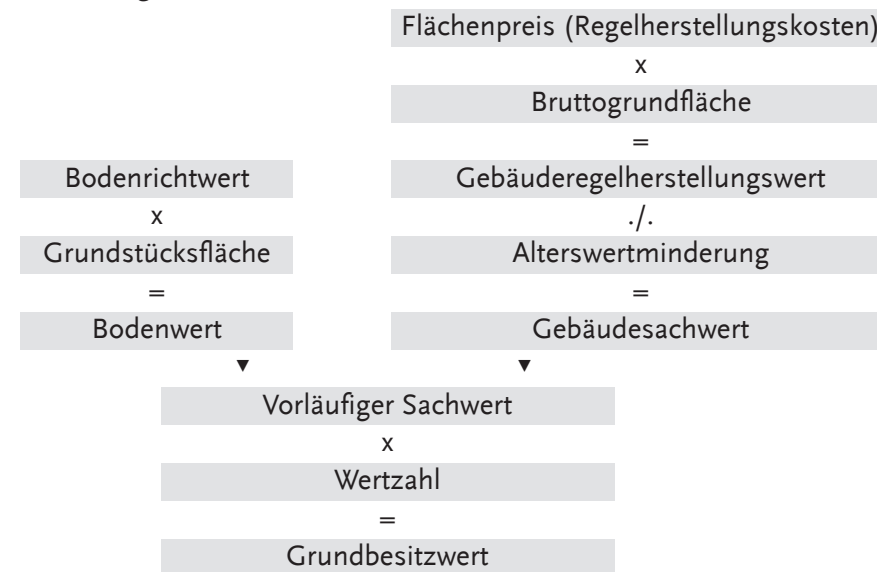 Flächenpreis (Regelherstellungskosten)
x
Bruttogrundfläche
=
Bodenrichtwert
Gebäuderegelherstellungswert
x
./.
Grundstücksfläche
Alterswertminderung
=
=
Bodenwert
Gebäudesachwert
▼
▼
Vorläufiger Sachwert
x
Wertzahl
=
Grundbesitzwert